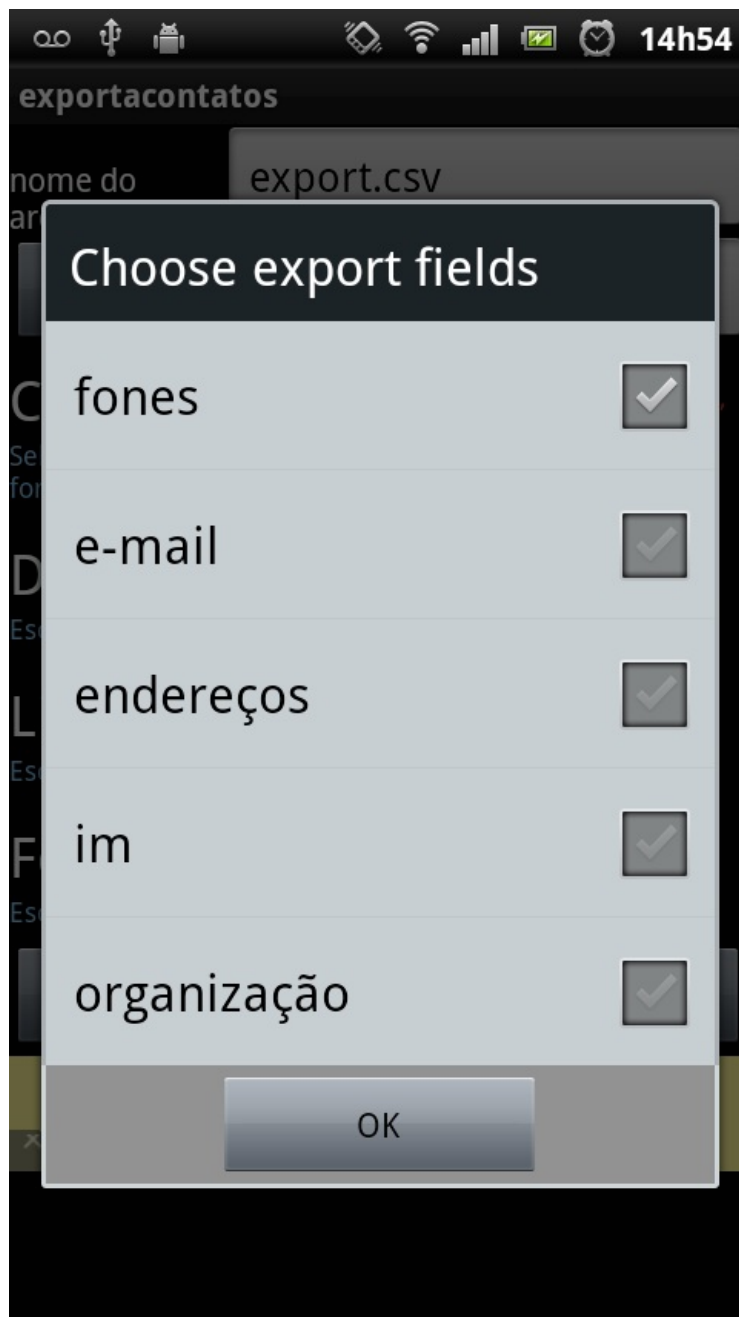 14h54
exportacontatos
nome do
export.csv
Choose export fields
fones
e-mail
endereços
im
organização
OK